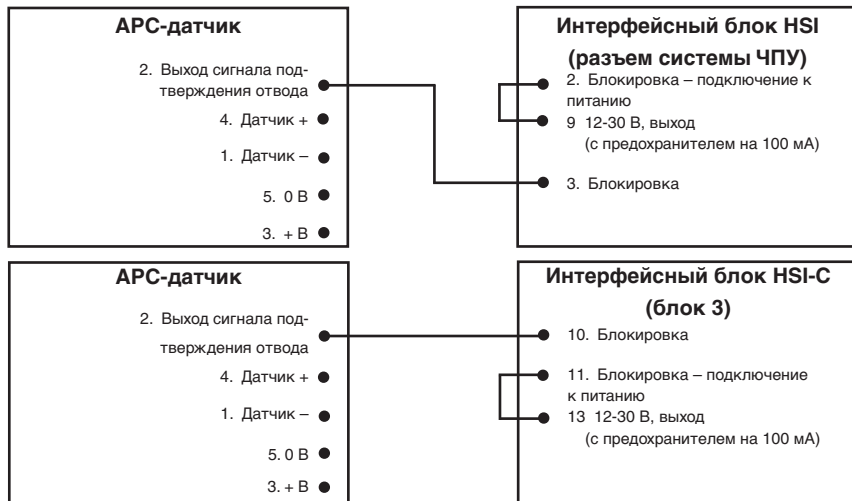 АРС-датчик
2. Выход сигнала под-
тверждения отвода
4. Датчик +
1. Датчик –
5. 0 В
3. + В
Интерфейсный блок HSI
(разъем системы ЧПУ)
2. Блокировка – подключение к
питанию
9 12-30 В, выход
(с предохранителем на 100 мА)
3. Блокировка
АРС-датчик
2. Выход сигнала под-
тверждения отвода
4. Датчик +
1. Датчик –
5. 0 В
3. + В
Интерфейсный блок HSI-C
(блок 3)
10. Блокировка
11. Блокировка – подключение
к питанию
13 12-30 В, выход
(с предохранителем на 100 мА)